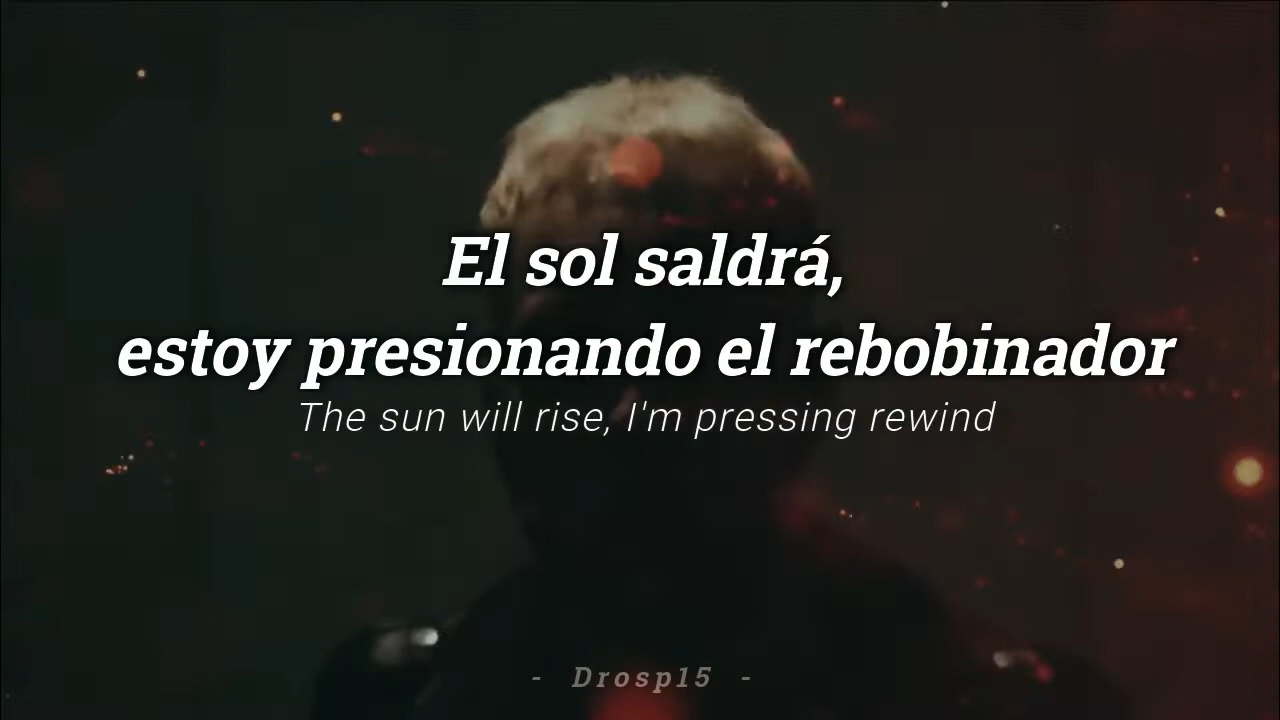 El sol saldrá,
estoy presionando el rebobinador
The sun will rise, I'm pressing rewind
- Drosp15 -